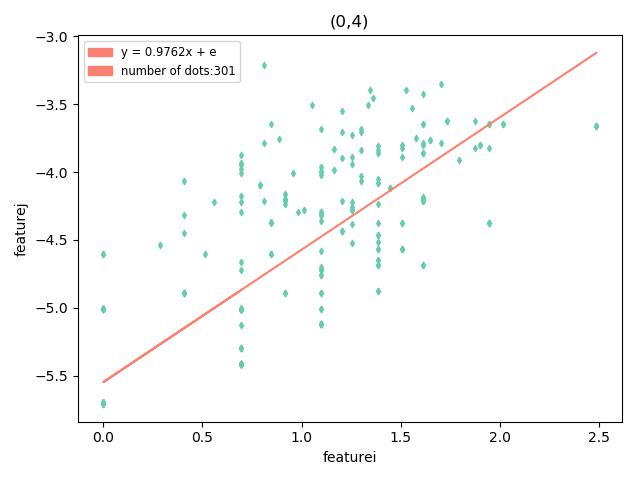 (0,4)
y = 0.9762x + e
number of dots:301
−3.0
−3.5
−4.0
−4.5
−5.0
−5.5
featurej
0.0 0.5 1.0 1.5 2.0 2.5
featurei